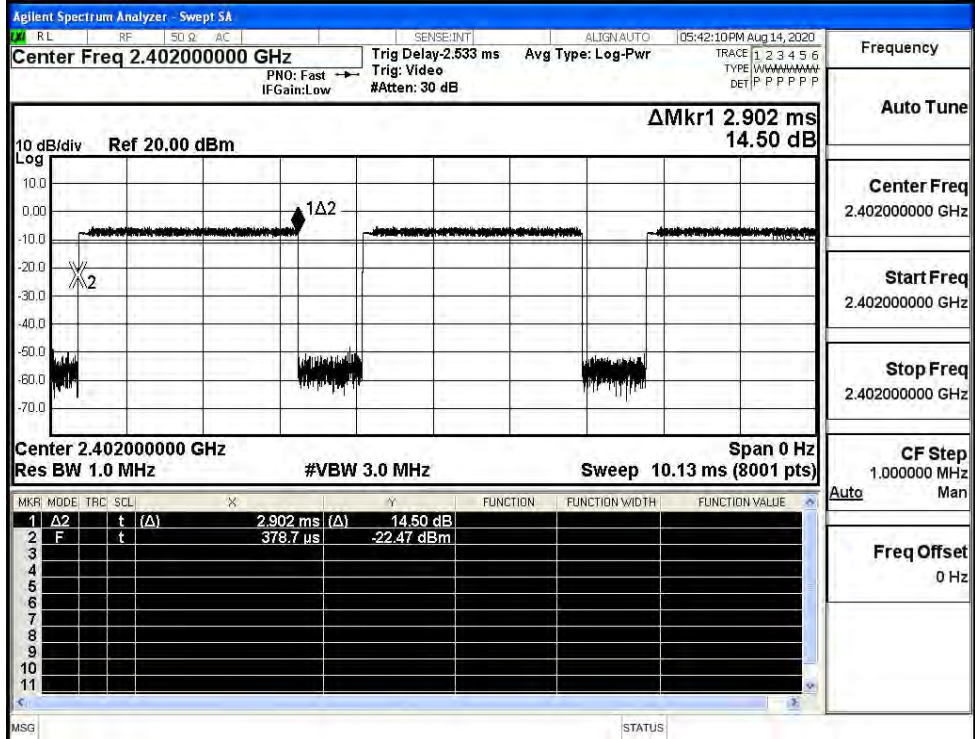 Agilent Spectrum Analyzer - Swept SA
LXI RL RF 50 Ω AC SENSE:INT ALIGN AUTO 05:42:10 PM Aug 14, 2020
Center Freq 2.402000000 GHz
PNO: Fast
IFGain:Low
Trig Delay-2.533 ms
Trig: Video
#Atten: 30 dB
Avg Type: Log-Pwr
TRACE 1 2 3 4 5 6
TYPE WWWWWW
DET P P P P P P
ΔMkr1 2.902 ms
14.50 dB
10 dB/div Ref 20.00 dBm
Log
10.0
0.00
-10.0
-20.0
-30.0
-40.0
-50.0
-60.0
-70.0
1Δ2
TRIG LVL
2
Center 2.402000000 GHz Span 0 Hz
Res BW 1.0 MHz #VBW 3.0 MHz Sweep 10.13 ms (8001 pts)
MKR MODE TRC SCL X Y FUNCTION FUNCTION WIDTH FUNCTION VALUE
1 Δ2 t (Δ) 2.902 ms (Δ) 14.50 dB
2 F t 378.7 µs -22.47 dBm
3
4
5
6
7
8
9
10
11
MSG STATUS
Frequency
Auto Tune
Center Freq
2.402000000 GHz
Start Freq
2.402000000 GHz
Stop Freq
2.402000000 GHz
CF Step
1.000000 MHz
Auto Man
Freq Offset
0 Hz